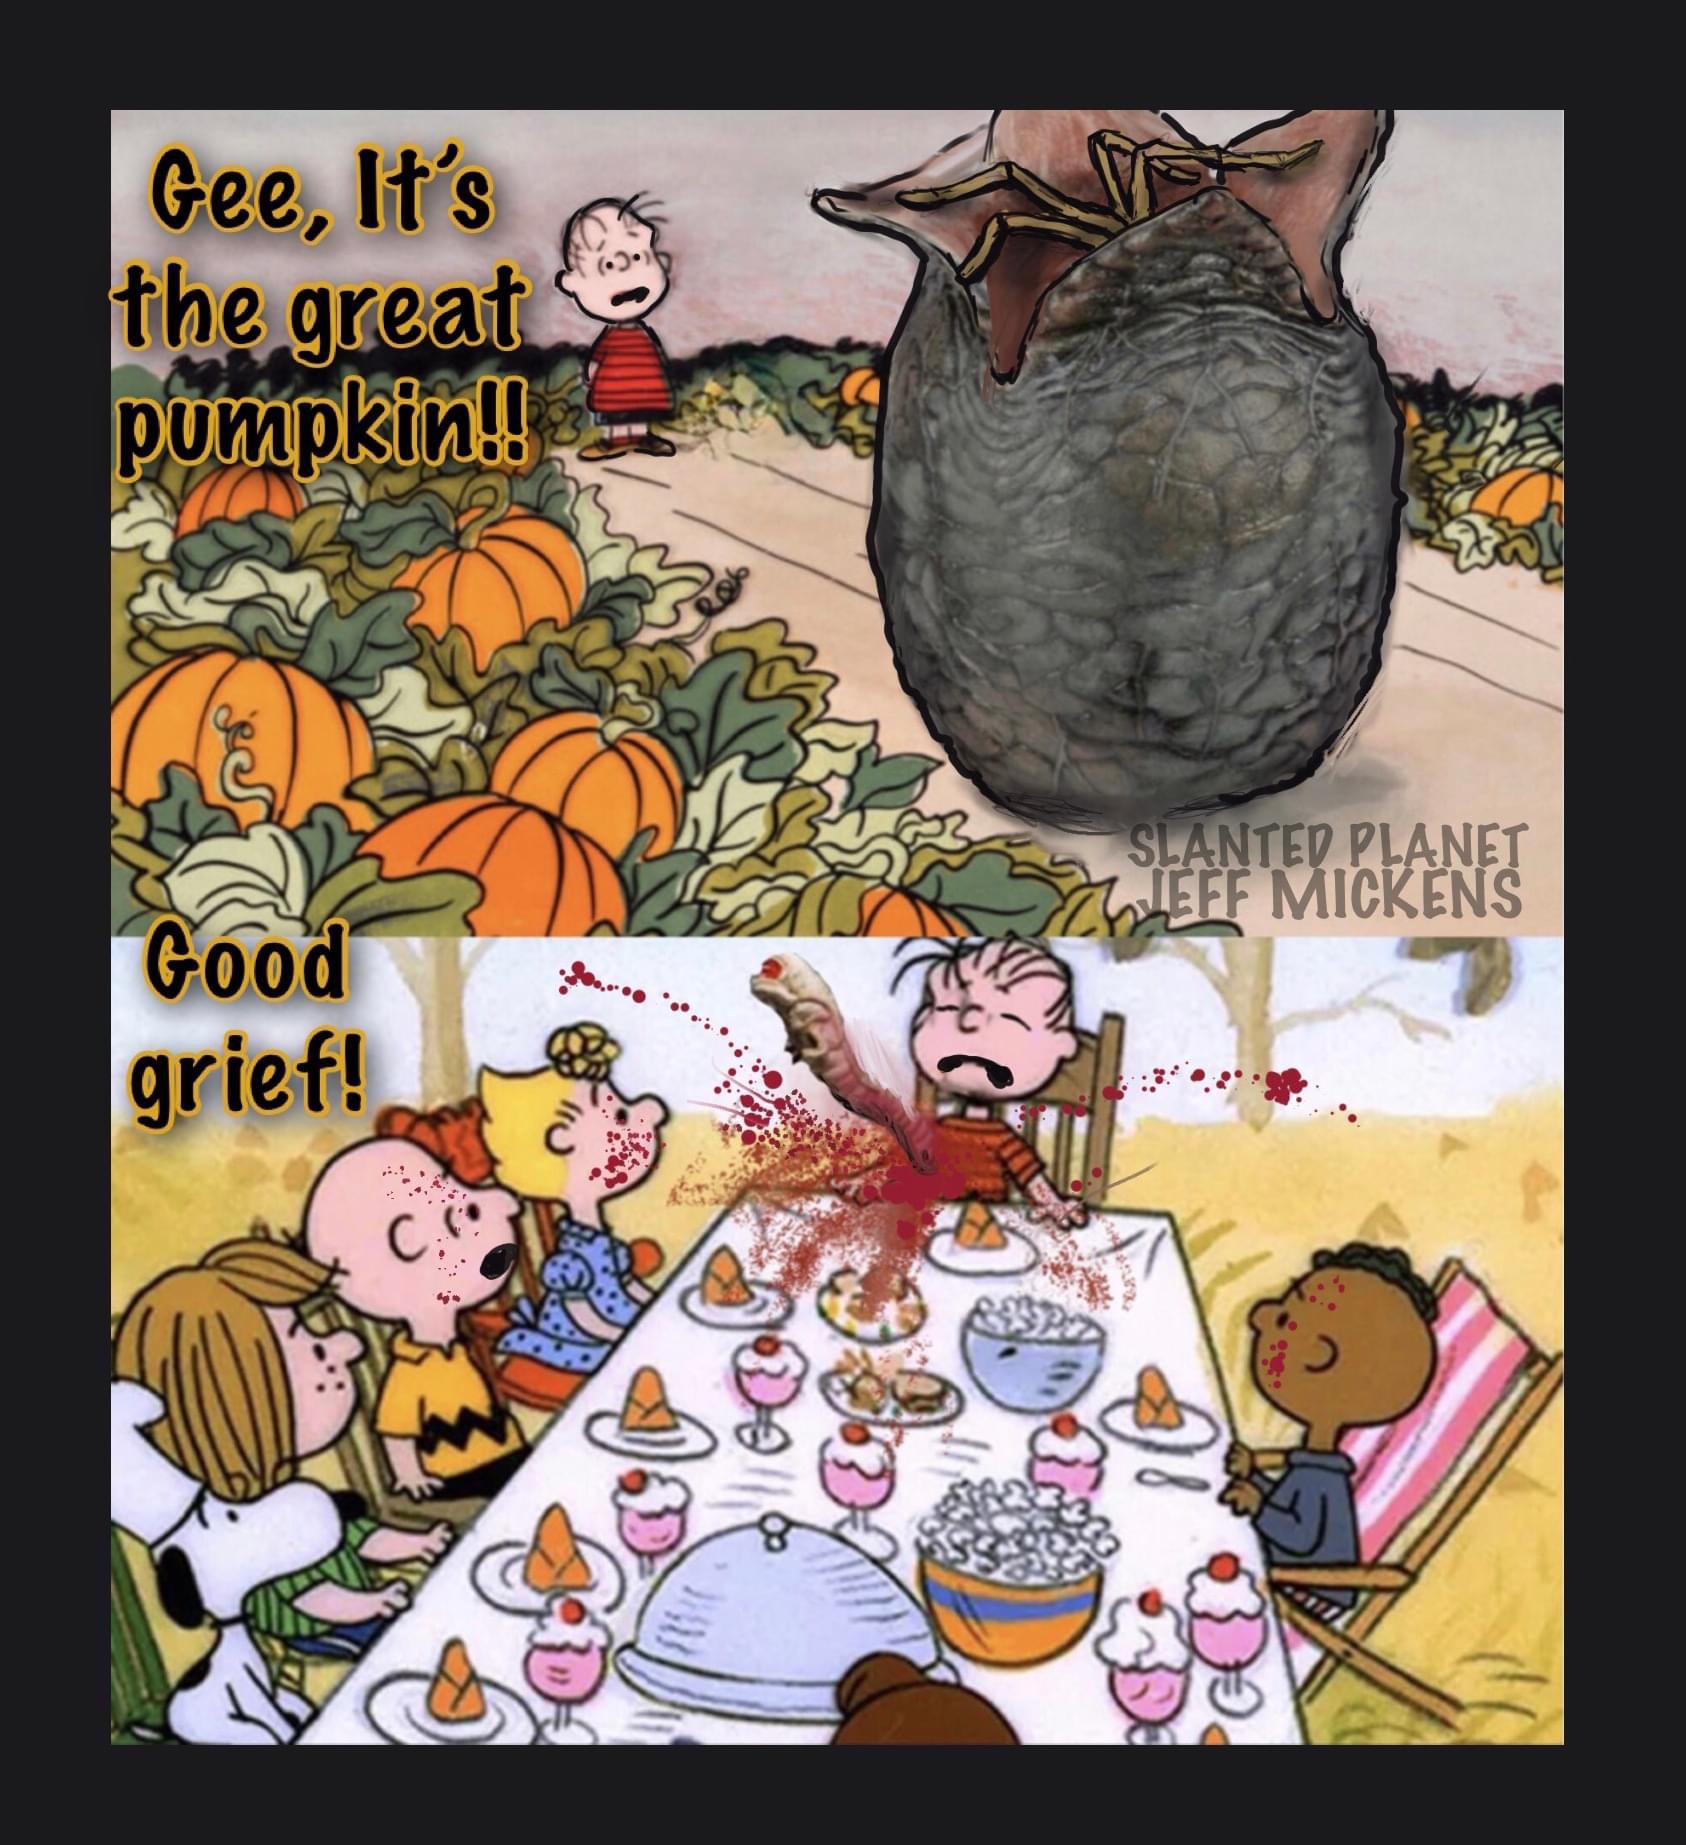 Gee, It's
the great
pumpkin!!
SLANTED PLANET
JEFF MICKENS
Good
grief!